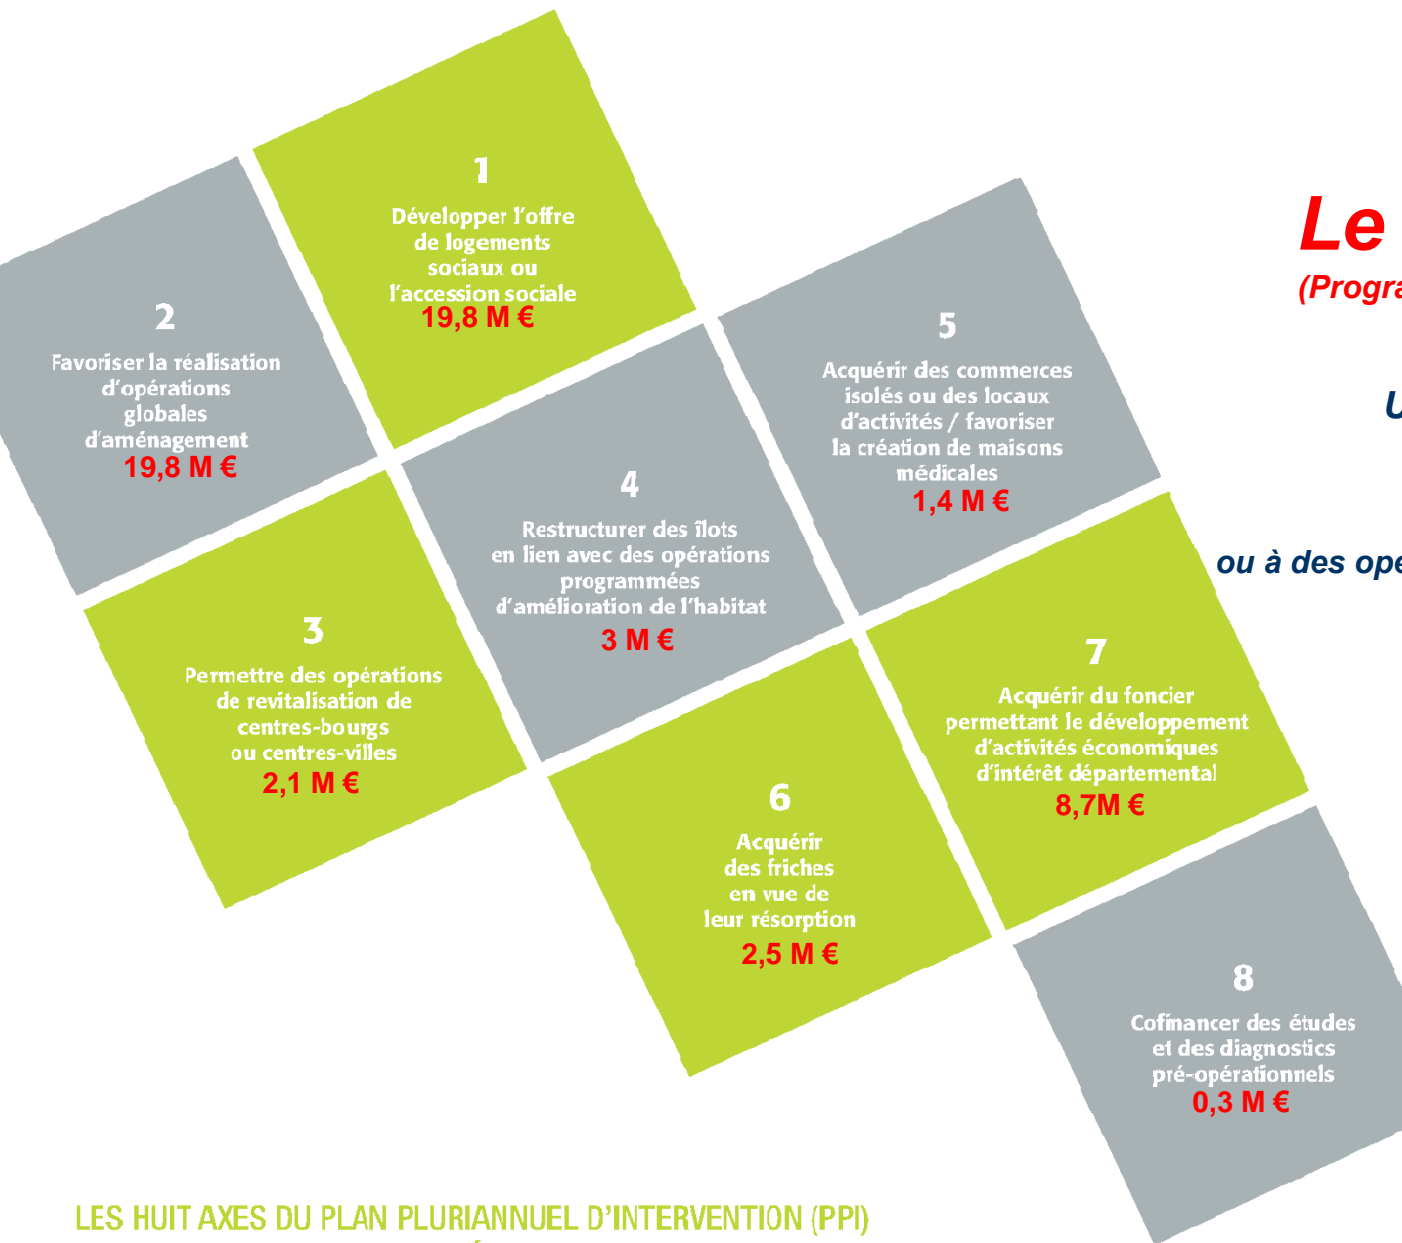 1
Développer l'offre
de logements
sociaux ou
l'accession sociale
19,8 M €
2
Favoriser la réalisation
d'opérations
globales
d'aménagement
19,8 M €
3
Permettre des opérations
de revitalisation de
centres-bourgs
ou centres-villes
2,1 M €
4
Restructurer des îlots
en lien avec des opérations
programmées
d'amélioration de l'habitat
3 M €
5
Acquérir des commerces
isolés ou des locaux
d'activités / favoriser
la création de maisons
médicales
1,4 M €
6
Acquérir
des friches
en vue de
leur résorption
2,5 M €
7
Acquérir du foncier
permettant le développement
d'activités économiques
d'intérêt départemental
8,7M €
8
Cofinancer des études
et des diagnostics
pré-opérationnels
0,3 M €
Le
ou à des
LES HUIT AXES DU PLAN PLURIANNUEL D'INTERVENTION (PPI)